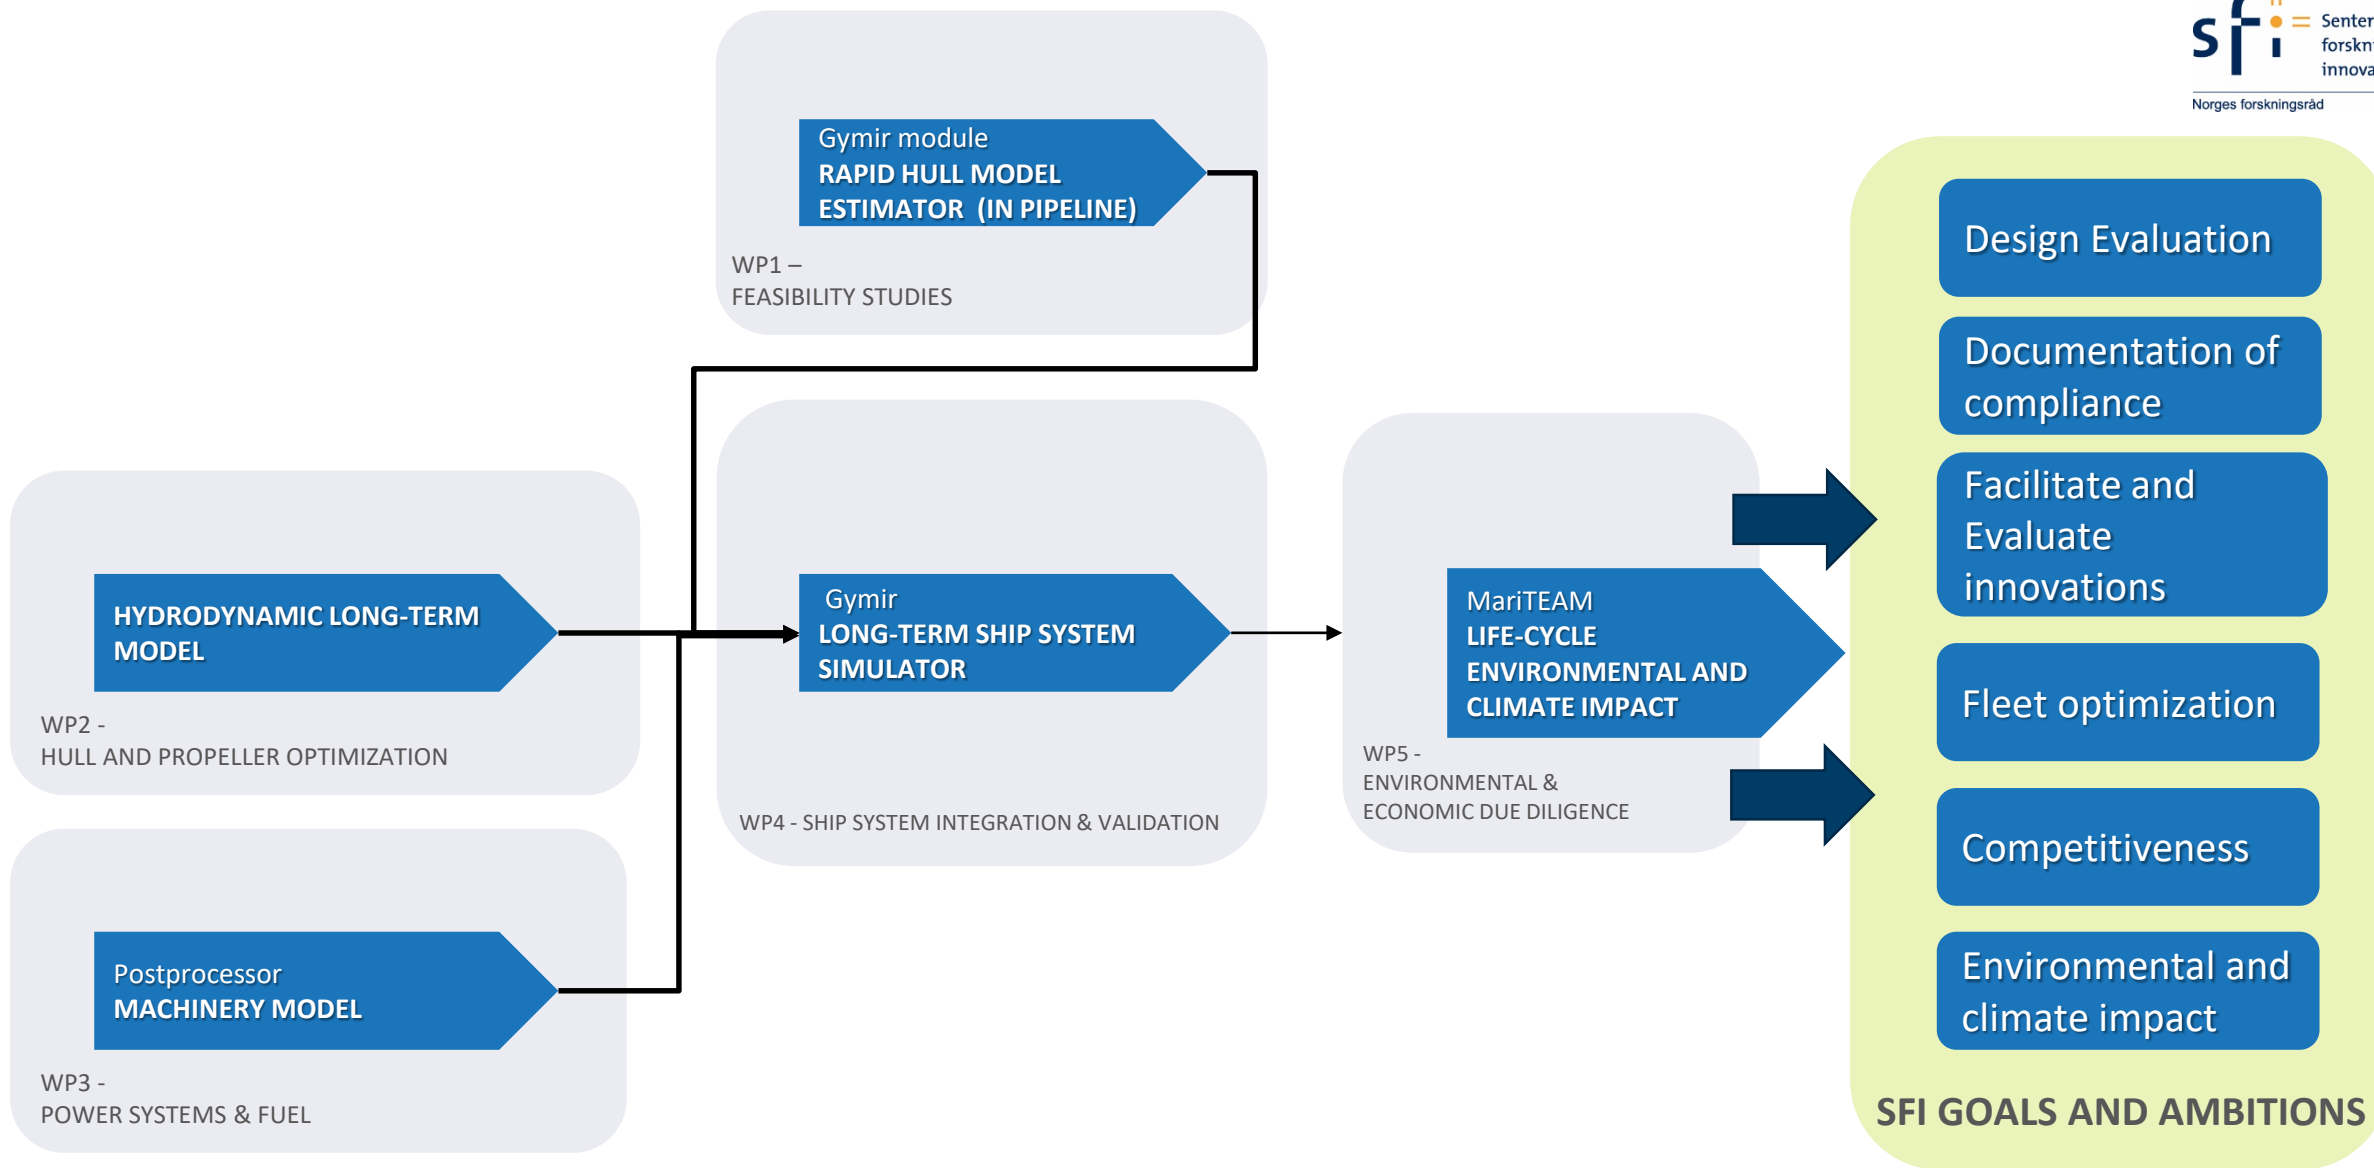 sfi
Senter
forskni
innova
Norges forskningsråd
Gymir module
RAPID HULL MODEL
ESTIMATOR (IN PIPELINE)
WP1 –
FEASIBILITY STUDIES
HYDRODYNAMIC LONG-TERM
MODEL
WP2 -
HULL AND PROPELLER OPTIMIZATION
Postprocessor
MACHINERY MODEL
WP3 -
POWER SYSTEMS & FUEL
Gymir
LONG-TERM SHIP SYSTEM
SIMULATOR
WP4 - SHIP SYSTEM INTEGRATION & VALIDATION
MariTEAM
LIFE-CYCLE
ENVIRONMENTAL AND
CLIMATE IMPACT
WP5 -
ENVIRONMENTAL &
ECONOMIC DUE DILIGENCE
Design Evaluation
Documentation of
compliance
Facilitate and
Evaluate
innovations
Fleet optimization
Competitiveness
Environmental and
climate impact
SFI GOALS AND AMBITIONS